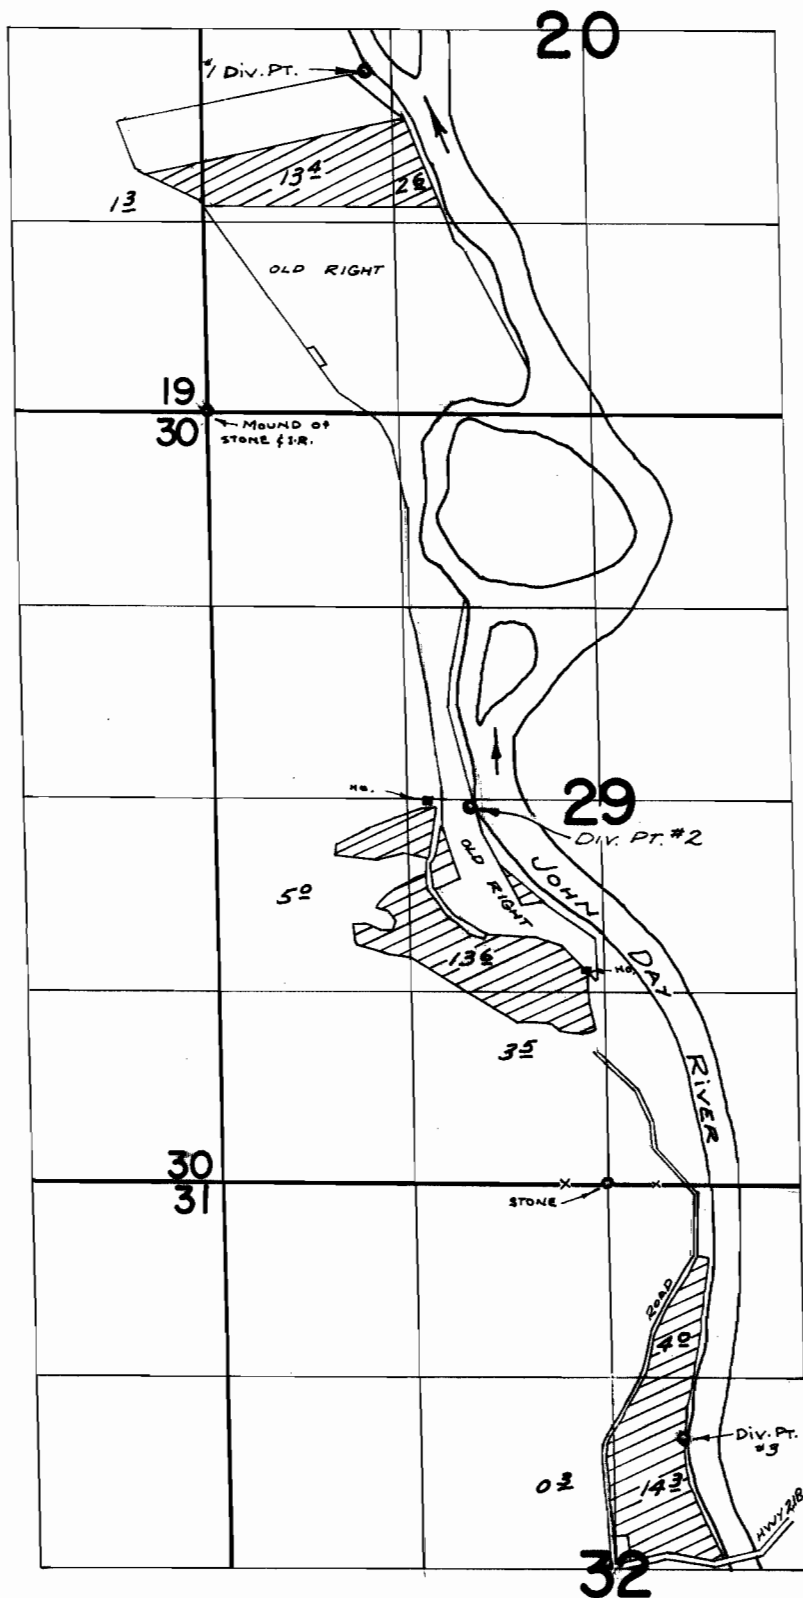 20
#1 Div. PT.
13 4
2 6
1 3
OLD RIGHT
19
30
MOUND OF
STONE & I.R.
HO.
29
Div. PT. #2
OLD RIGHT
JOHN DAY RIVER
5 0
13 6
HO.
3 5
30
31
STONE
ROAD
4 0
Div. PT.
#3
0 3
14 3
HWY 218
32